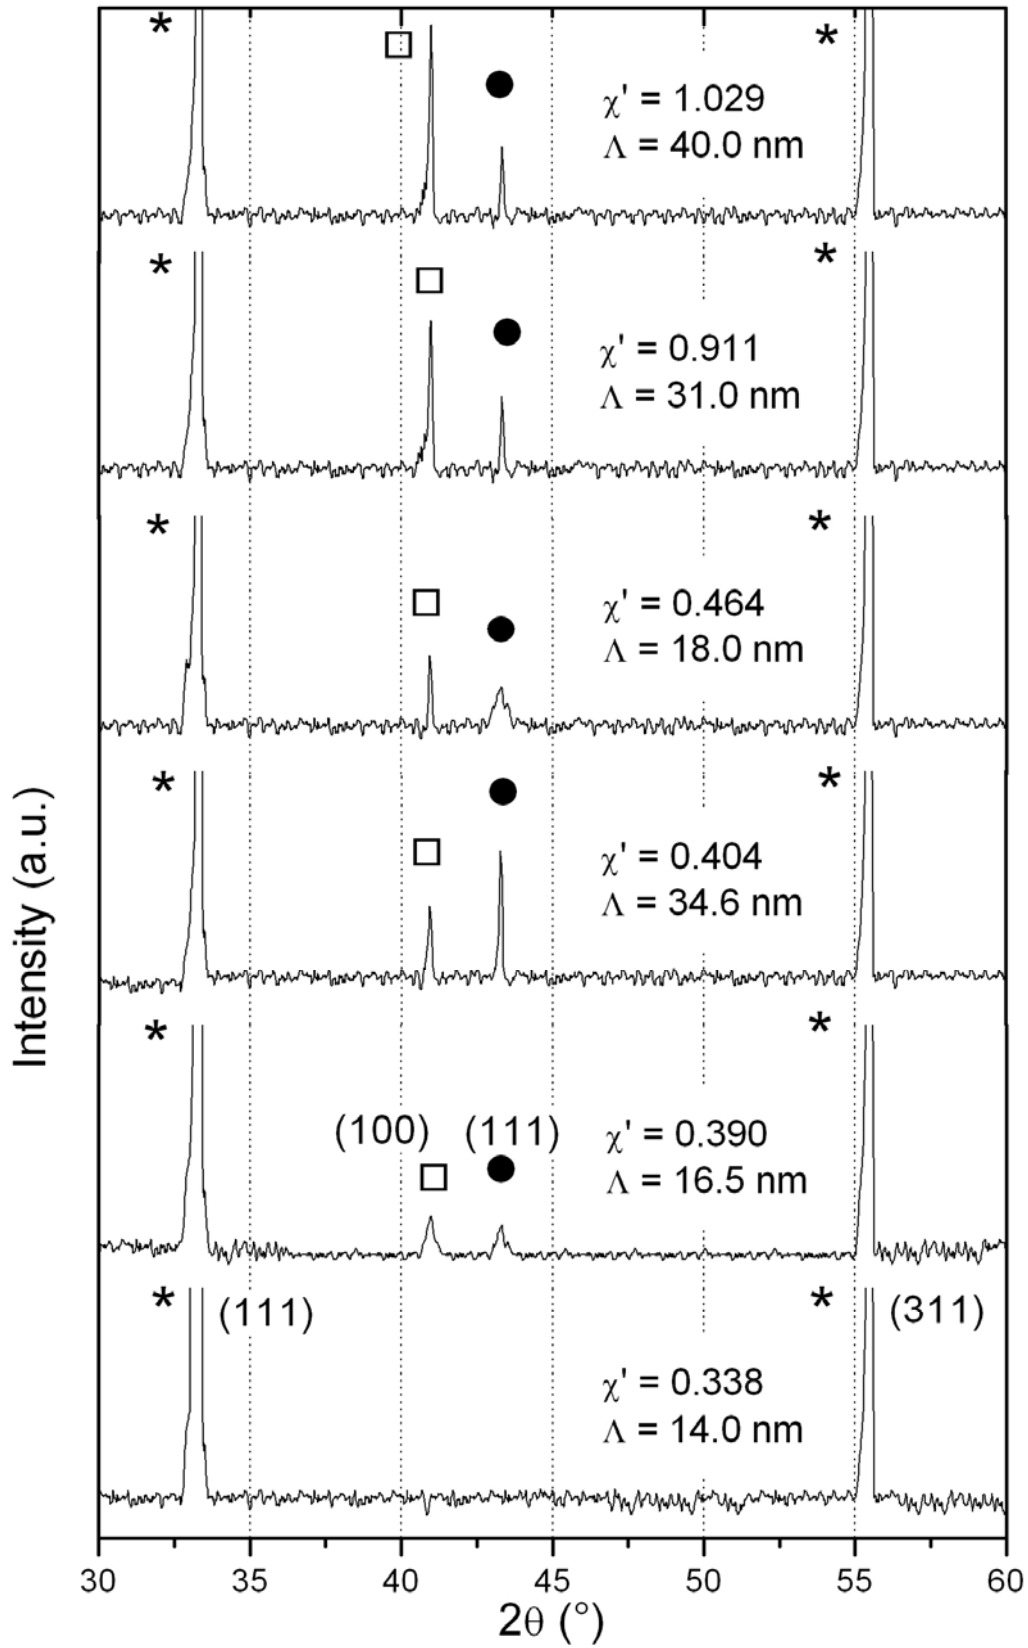 * □ ● *
χ' = 1.029
Λ = 40.0 nm
* □ ● *
χ' = 0.911
Λ = 31.0 nm
* □ ● *
χ' = 0.464
Λ = 18.0 nm
* □ ● *
χ' = 0.404
Λ = 34.6 nm
* *
(100) (111)
□ ●
χ' = 0.390
Λ = 16.5 nm
* (111) * (311)
χ' = 0.338
Λ = 14.0 nm
Intensity (a.u.)
30 35 40 45 50 55 60
2θ (°)